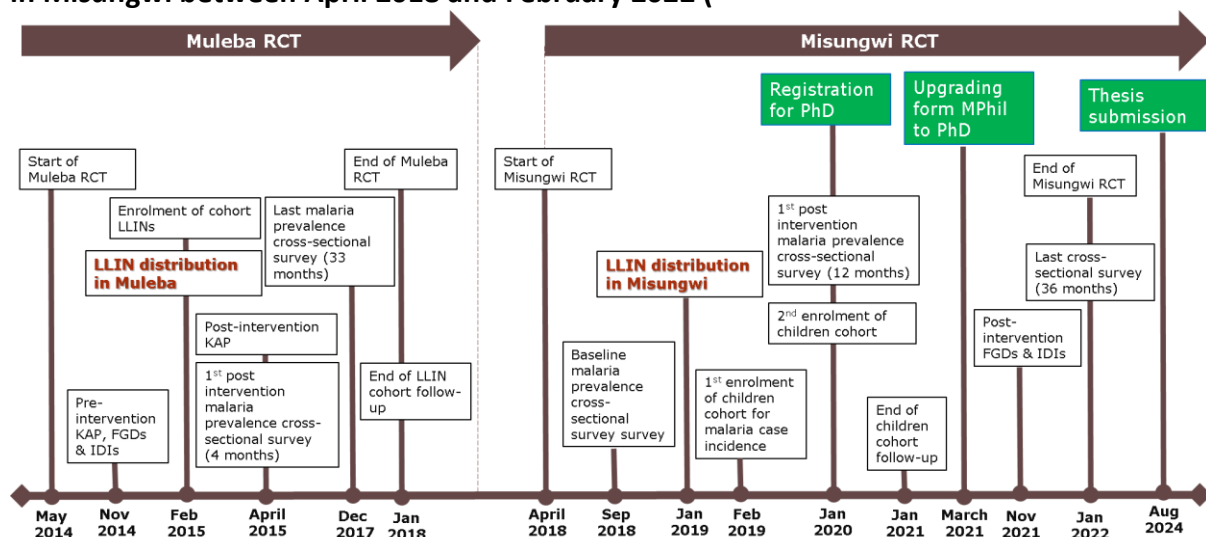 in Misungwi between April 2018 and February 2022 (
Muleba RCT
Misungwi RCT
Registration
for PhD
Upgrading
form MPhil
to PhD
Thesis
submission
Start of
Muleba RCT
End of Muleba
RCT
Start of
Misungwi RCT
End of
Misungwi RCT
Enrolment of cohort
LLINs
Last malaria
prevalence
cross-sectional
survey (33
months)
1st post
intervention
malaria prevalence
cross-sectional
survey (12 months)
LLIN distribution
in Muleba
LLIN distribution
in Misungwi
Last cross-
sectional survey
(36 months)
2nd enrolment of
children cohort
Post-intervention
KAP
Post-
intervention
FGDs & IDIs
Baseline
malaria
prevalence
cross-
sectional
survey survey
1st post
intervention
malaria
prevalence cross-
sectional survey
(4 months)
End of LLIN
cohort follow-
up
1st enrolment
of children
cohort for
malaria case
incidence
Pre-
intervention
KAP, FGDs
& IDIs
End of
children
cohort
follow-up
May
2014
Nov
2014
Feb
2015
April
2015
Dec
2017
Jan
2018
April
2018
Sep
2018
Jan
2019
Feb
2019
Jan
2020
Jan
2021
March
2021
Nov
2021
Jan
2022
Aug
2024